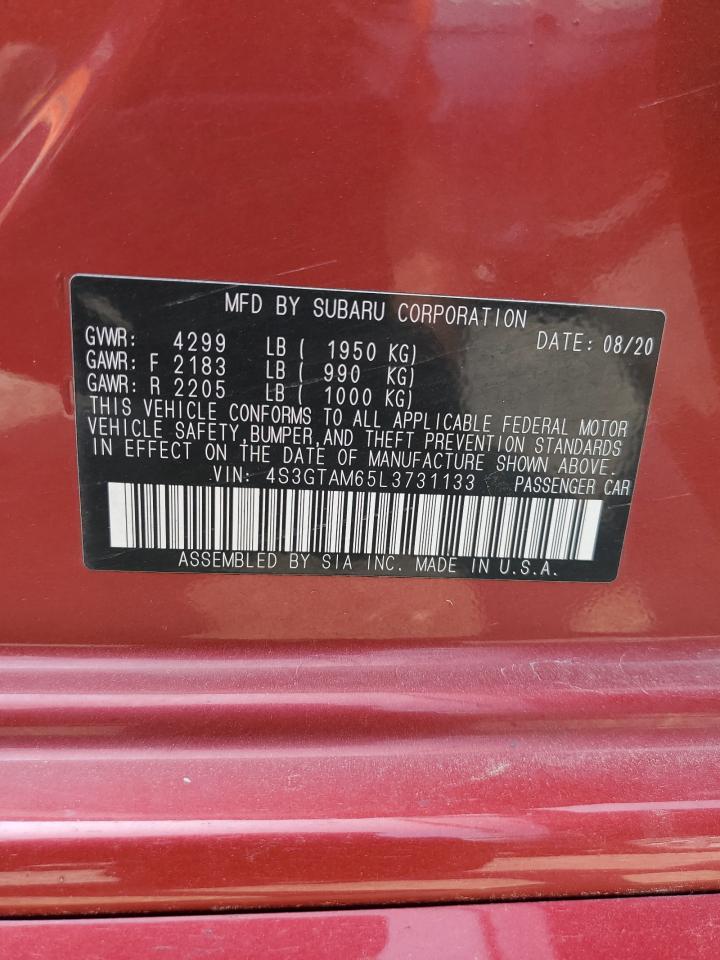 MFD BY SUBARU CORPORATION
GVWR: 4299 LB ( 1950 KG) DATE: 08/20
GAWR: F 2183 LB ( 990 KG)
GAWR: R 2205 LB ( 1000 KG)
THIS VEHICLE CONFORMS TO ALL APPLICABLE FEDERAL MOTOR
VEHICLE SAFETY,BUMPER,AND THEFT PREVENTION STANDARDS
IN EFFECT ON THE DATE OF MANUFACTURE SHOWN ABOVE.
VIN: 4S3GTAM65L3731133 PASSENGER CAR
ASSEMBLED BY SIA INC. MADE IN U.S.A.